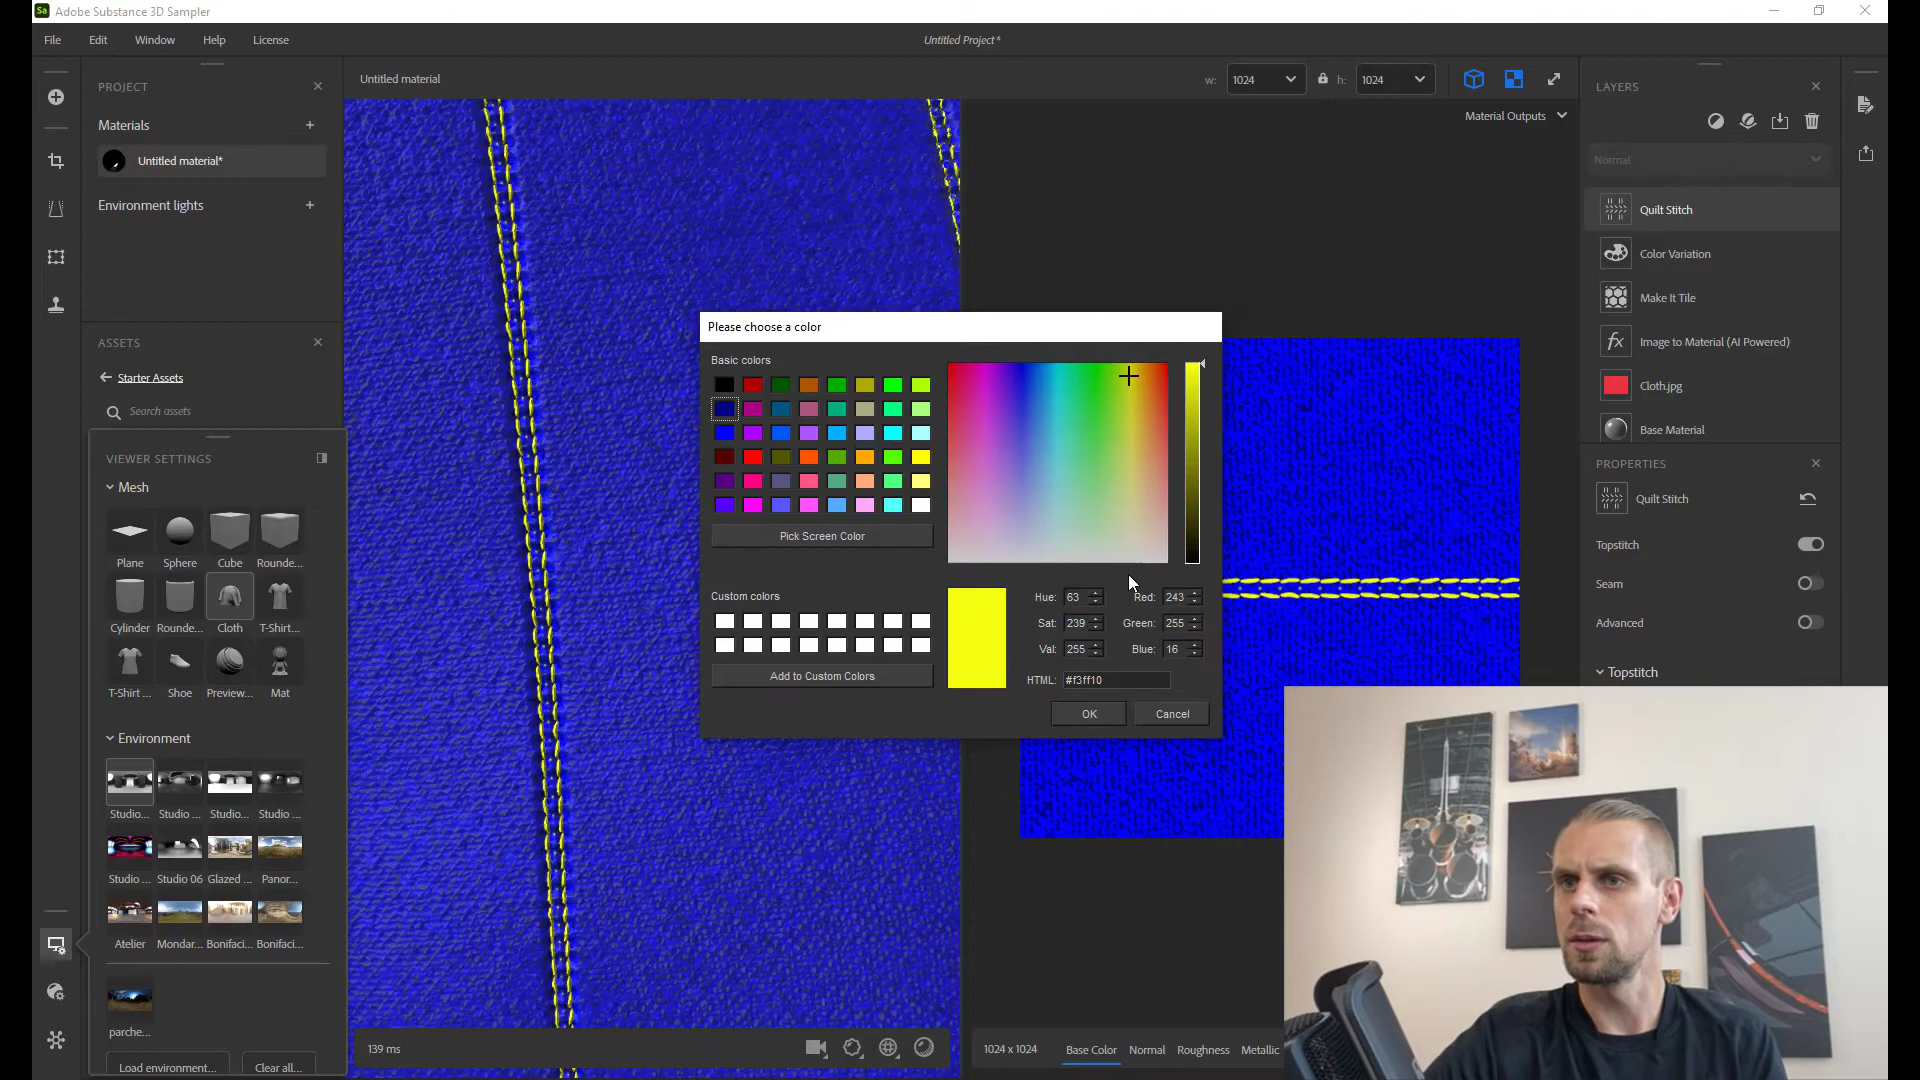 Sa Adobe Substance 3D Sampler
File Edit Window Help License
Untitled Project*
PROJECT
Materials
Untitled material*
Environment lights
ASSETS
Starter Assets
Search assets
VIEWER SETTINGS
Mesh
Plane Sphere Cube Rounde...
Cylinder Rounde... Cloth T-Shirt...
T-Shirt ... Shoe Preview... Mat
Environment
Studio... Studio ... Studio... Studio ...
Studio ... Studio 06 Glazed ... Panor...
Atelier Mondar... Bonifaci... Bonifaci...
parche...
Load environment... Clear all...
Untitled material
w: 1024 h: 1024
Material Outputs
139 ms
1024 x 1024 Base Color Normal Roughness Metallic
Please choose a color
Basic colors
Pick Screen Color
Custom colors
Add to Custom Colors
Hue: 63 Red: 243
Sat: 239 Green: 255
Val: 255 Blue: 16
HTML: #f3ff10
OK Cancel
LAYERS
Normal
Quilt Stitch
Color Variation
Make It Tile
fx Image to Material (AI Powered)
Cloth.jpg
Base Material
PROPERTIES
Quilt Stitch
Topstitch
Seam
Advanced
Topstitch